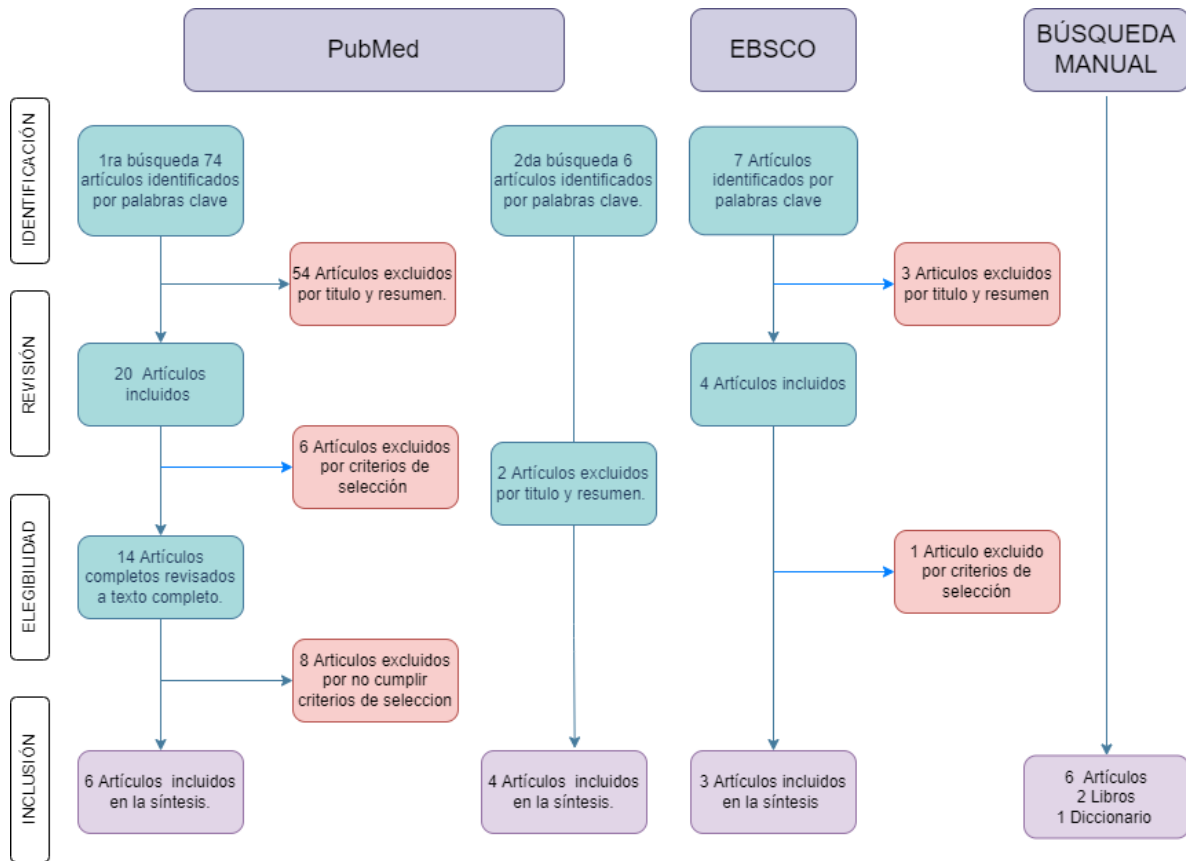 PubMed
EBSCO
BÚSQUEDA
MANUAL
IDENTIFICACIÓN
1ra búsqueda 74
artículos identificados
por palabras clave
2da búsqueda 6
artículos identificados
por palabras clave.
7 Artículos
identificados por
palabras clave
54 Artículos excluidos
por titulo y resumen.
3 Articulos excluidos
por titulo y resumen
REVISIÓN
20 Artículos
incluidos
4 Artículos incluidos
6 Artículos excluidos
por criterios de
selección
2 Artículos excluidos
por titulo y resumen.
ELEGIBILIDAD
14 Artículos
completos revisados
a texto completo.
1 Articulo excluido
por criterios de
selección
8 Articulos excluidos
por no cumplir
criterios de seleccion
INCLUSIÓN
6 Artículos incluidos
en la síntesis.
4 Artículos incluidos
en la síntesis.
3 Artículos incluidos
en la síntesis
6 Artículos
2 Libros
1 Diccionario